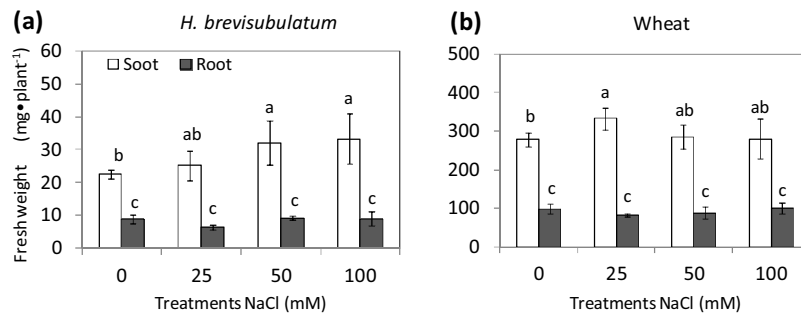 (a) H. brevisubulatum
60
50
40
30
20
10
0
Fresh weight (mg•plant-1)
Soot Root
b c ab c a c a c
0 25 50 100
Treatments NaCl (mM)
(b) Wheat
500
400
300
200
100
0
b c a c ab c ab c
0 25 50 100
Treatments NaCl (mM)